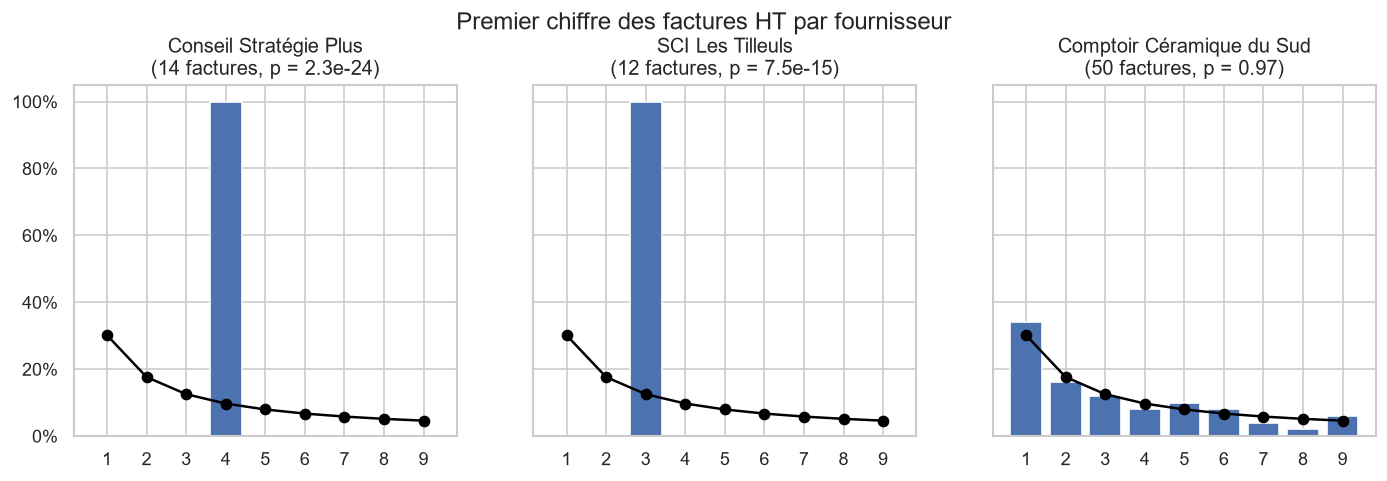 Premier chiffre des factures HT par fournisseur
Conseil Stratégie Plus
(14 factures, p = 2.3e-24)
SCI Les Tilleuls
(12 factures, p = 7.5e-15)
Comptoir Céramique du Sud
(50 factures, p = 0.97)
100%
80%
60%
40%
20%
0%
1 2 3 4 5 6 7 8 9
1 2 3 4 5 6 7 8 9
1 2 3 4 5 6 7 8 9